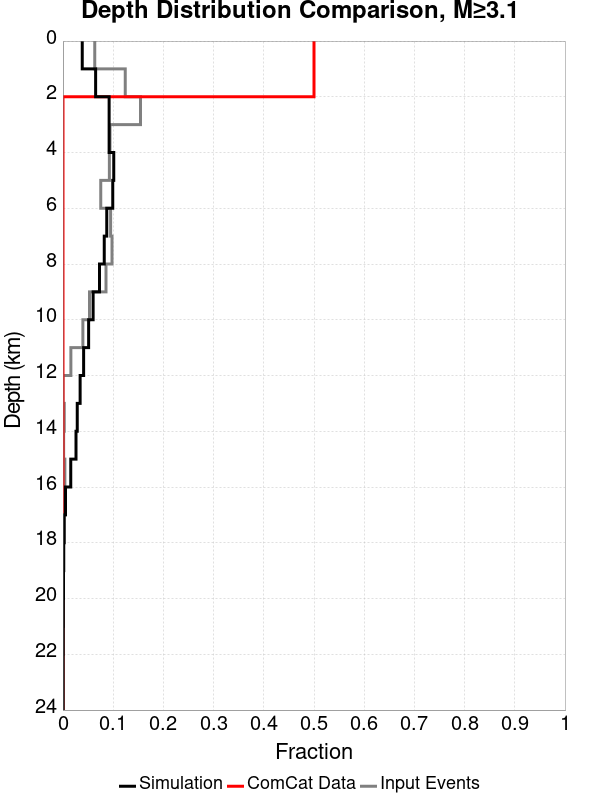 Depth Distribution Comparison, M≥3.1
0
2
4
6
8
10
12
14
16
18
20
22
24
Depth (km)
0 0.1 0.2 0.3 0.4 0.5 0.6 0.7 0.8 0.9 1
Fraction
Simulation ComCat Data Input Events